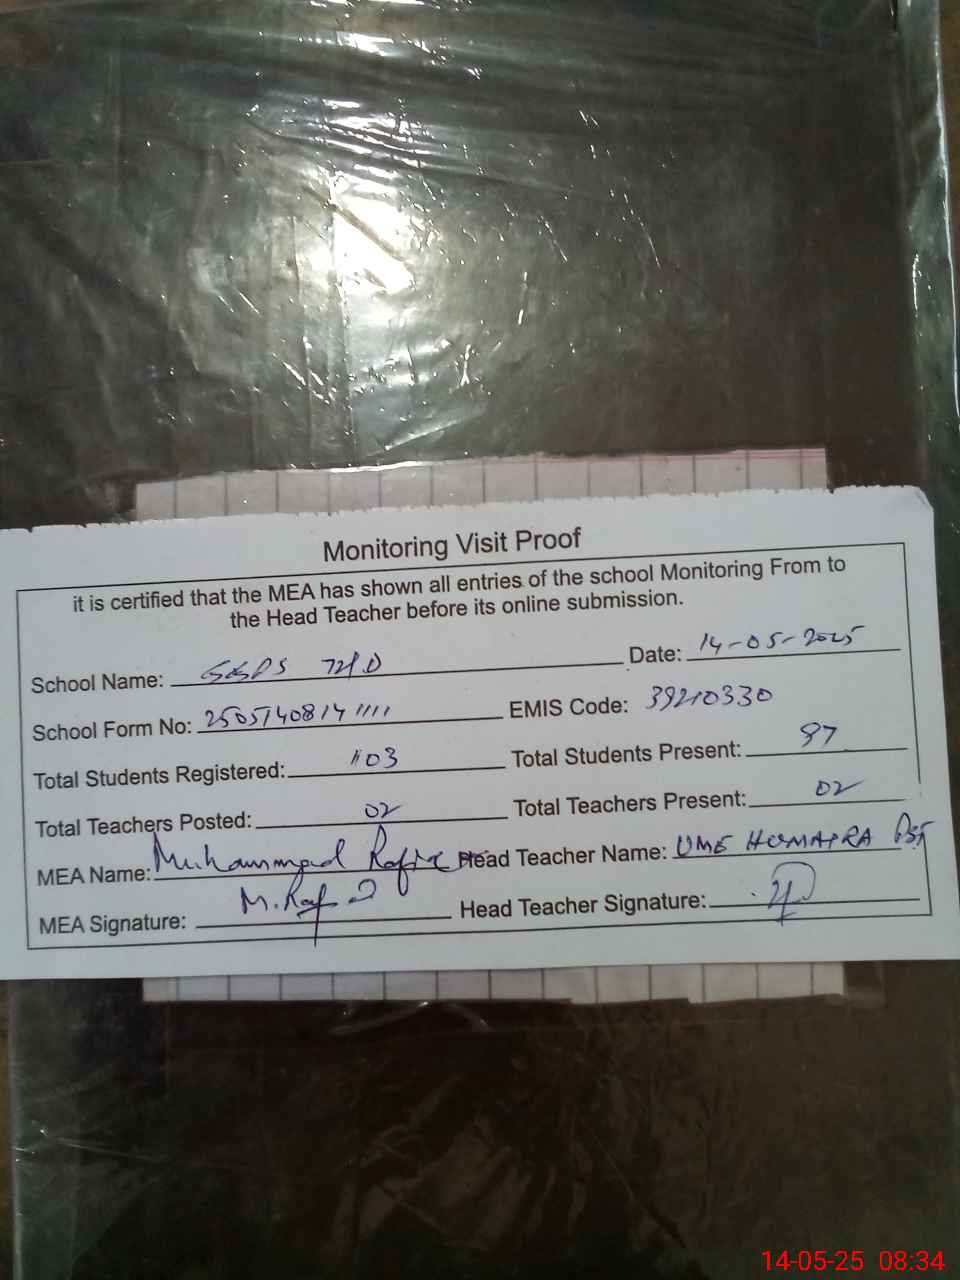 Monitoring Visit Proof
it is certified that the MEA has shown all entries of the school Monitoring From to
the Head Teacher before its online submission.
School Name: GGPS 72/D Date: 14-05-2025
School Form No: 25057408141111 EMIS Code: 39210330
Total Students Registered: 103 Total Students Present: 97
Total Teachers Posted: 02 Total Teachers Present: 02
MEA Name: Muhammad Rafiq Head Teacher Name: UME HUMAIRA PST
MEA Signature: M. Rafiq Head Teacher Signature:
14-05-25 08:34